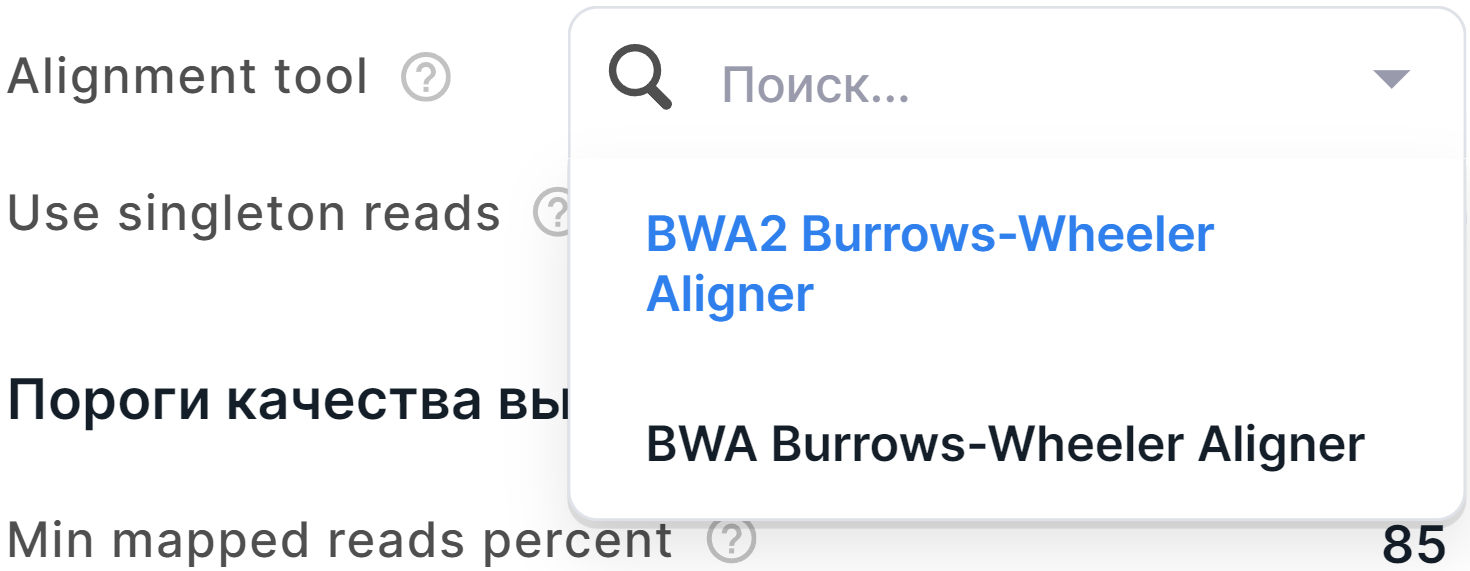 Alignment tool ?
Поиск...
Use singleton reads ?
BWA2 Burrows-Wheeler
Aligner
Пороги качества вы
BWA Burrows-Wheeler Aligner
Min mapped reads percent ?
85